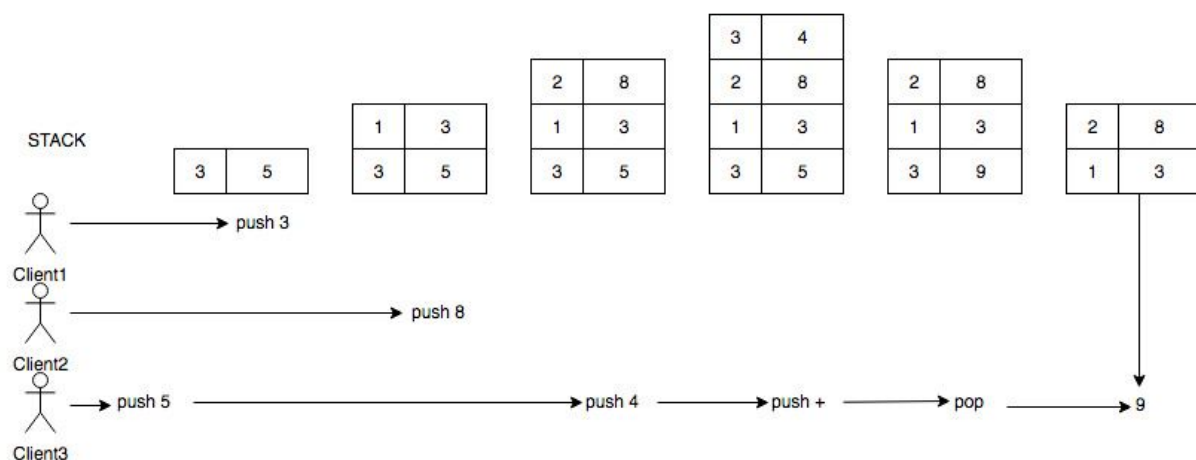 3 4
2 8 2 8 2 8
1 3 1 3 1 3 1 3 2 8
STACK
3 5 3 5 3 5 3 5 3 9 1 3
push 3
Client1
push 8
Client2
push 5 push 4 push + pop 9
Client3